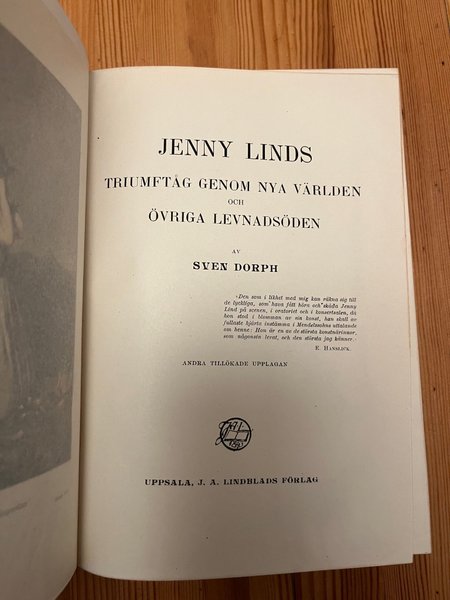 JENNY LINDS
TRIUMFTÅG GENOM NYA VÄRLDEN
OCH
ÖVRIGA LEVNADSÖDEN
AV
SVEN DORPH
»Den som i likhet med mig kan räkna sig till
de lyckliga, som have fått hörn och skåda Jenny
Lind på scenen, i oratoriet och i konsertsalen, då
hon stod i blomman av sin konst, han skall av
fullaste hjärta instämma i Mendelssohns uttalande
om henne: Hon är en av de största konstnärinnor,
som någonsin levat, och den största jag känner.»
E. HANSLICK.
ANDRA TILLÖKADE UPPLAGAN
UPPSALA, J. A. LINDBLADS FÖRLAG